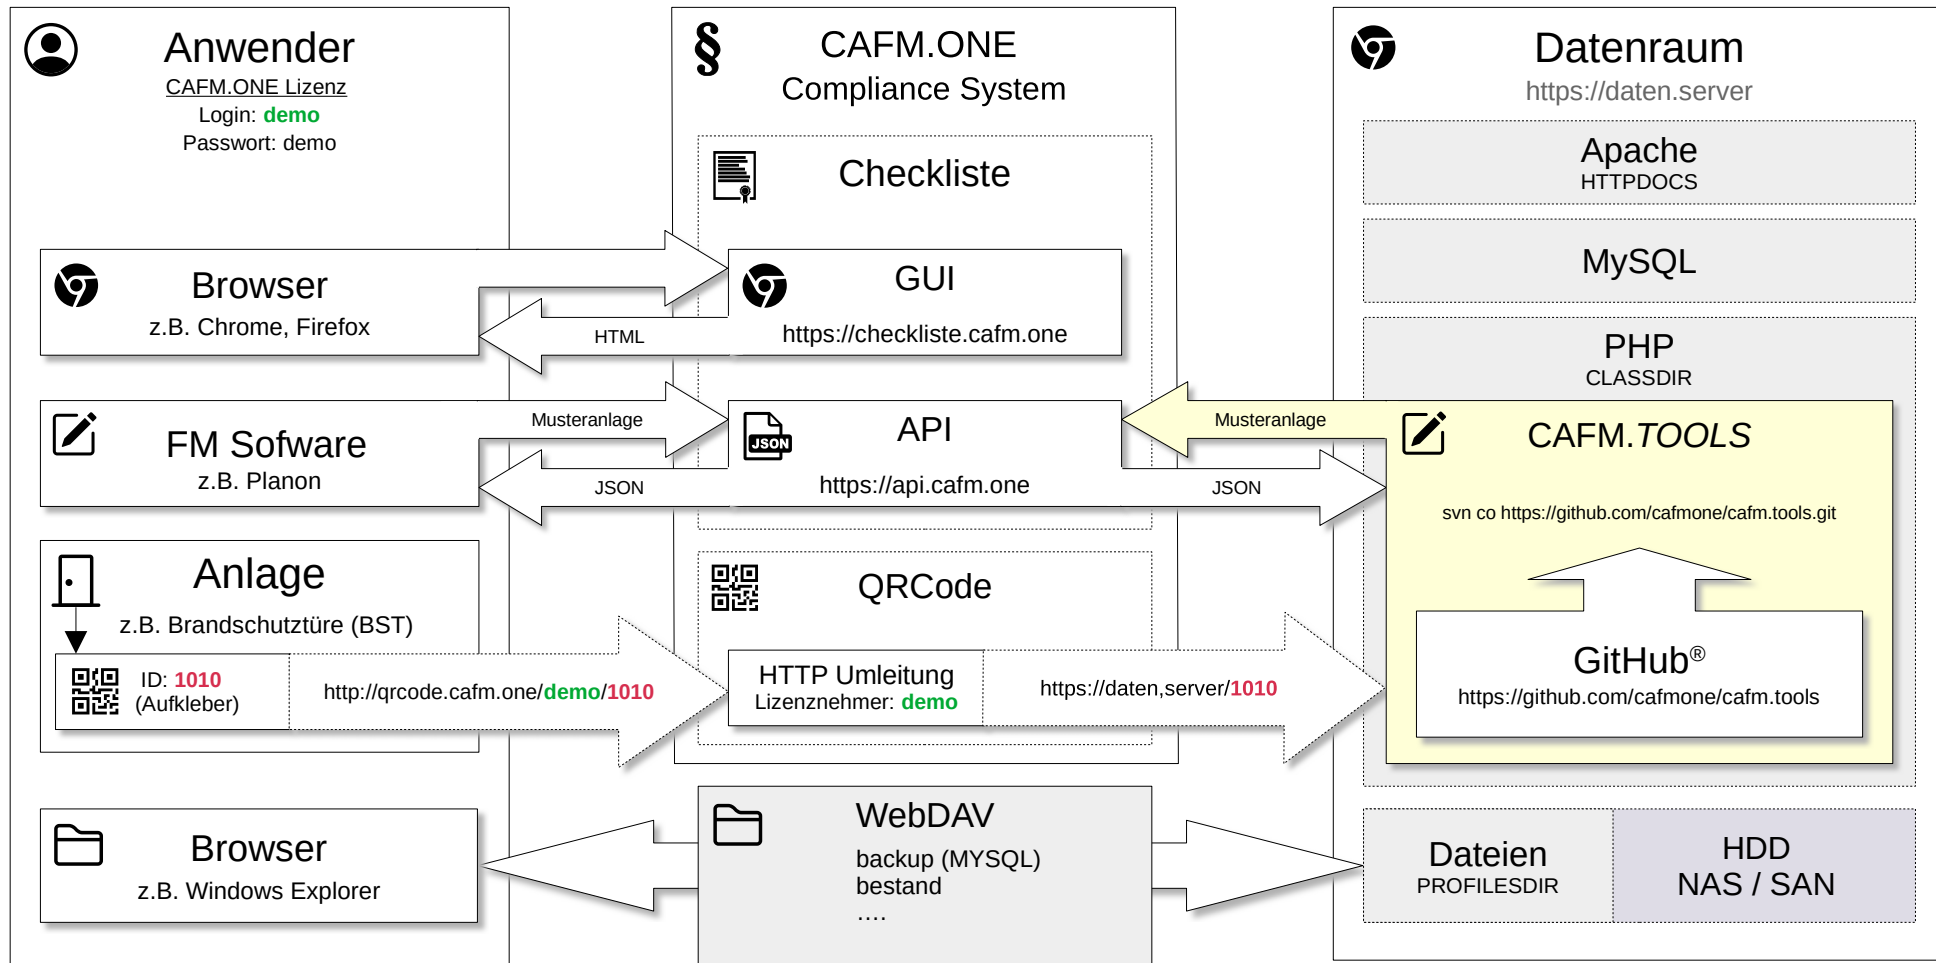 Anwender
CAFM.ONE Lizenz
Login: demo
Passwort: demo
Browser
z.B. Chrome, Firefox
FM Sofware
z.B. Planon
Anlage
z.B. Brandschutztüre (BST)
ID: 1010
(Aufkleber)
http://qrcode.cafm.one/demo/1010
Browser
z.B. Windows Explorer
HTML
Musteranlage
JSON
§
CAFM.ONE
Compliance System
Checkliste
GUI
https://checkliste.cafm.one
JSON
API
https://api.cafm.one
QRCode
HTTP Umleitung
Lizenznehmer: demo
https://daten,server/1010
WebDAV
backup (MYSQL)
bestand
....
Musteranlage
JSON
Datenraum
https://daten.server
Apache
HTTPDOCS
MySQL
PHP
CLASSDIR
CAFM.TOOLS
svn co https://github.com/cafmone/cafm.tools.git
GitHub®
https://github.com/cafmone/cafm.tools
Dateien
PROFILESDIR
HDD
NAS / SAN